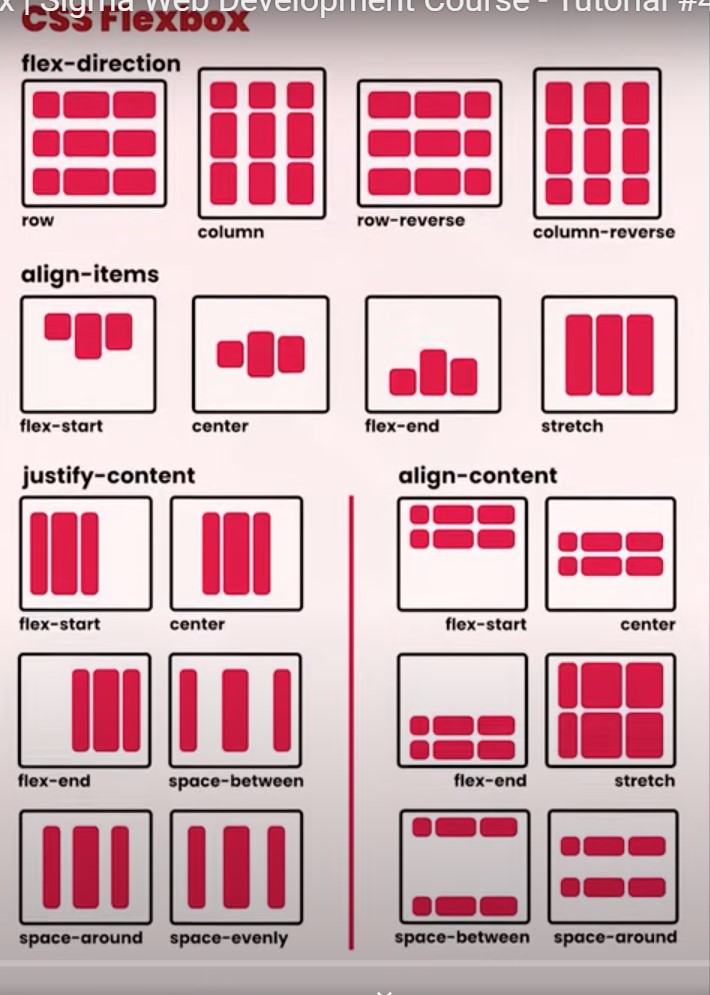 x | Sigma Web Development Course - Tutorial #4
CSS Flexbox
flex-direction
row
column
row-reverse
column-reverse
align-items
flex-start
center
flex-end
stretch
justify-content
flex-start
center
flex-end
space-between
space-around
space-evenly
align-content
flex-start
center
flex-end
stretch
space-between
space-around